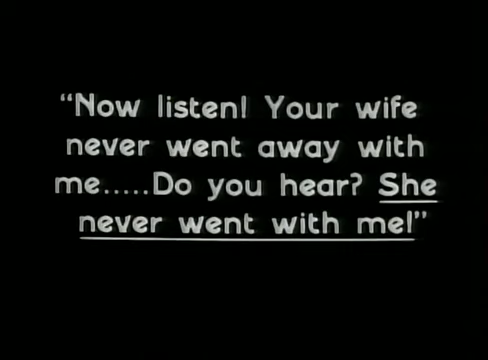 “Now listen! Your wife
never went away with
me.....Do you hear? She
never went with me!”